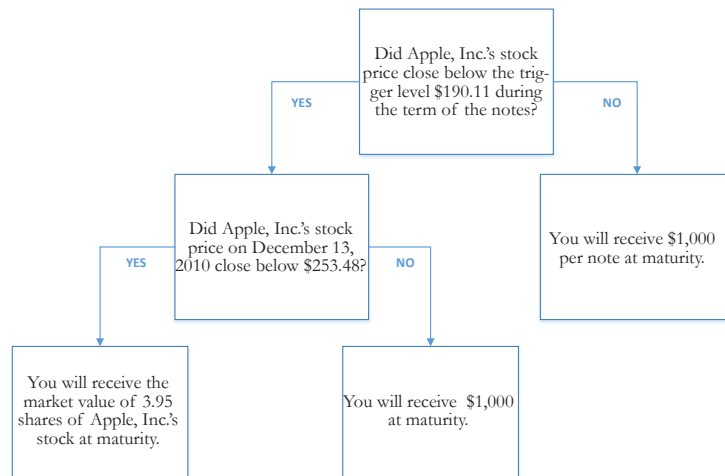 Did Apple, Inc.'s stock
price close below the trig-
ger level $190.11 during
the term of the notes?
YES
NO
Did Apple, Inc.'s stock
price on December 13,
2010 close below $253.48?
You will receive $1,000
per note at maturity.
YES
NO
You will receive the
market value of 3.95
shares of Apple, Inc.'s
stock at maturity.
You will receive $1,000
at maturity.